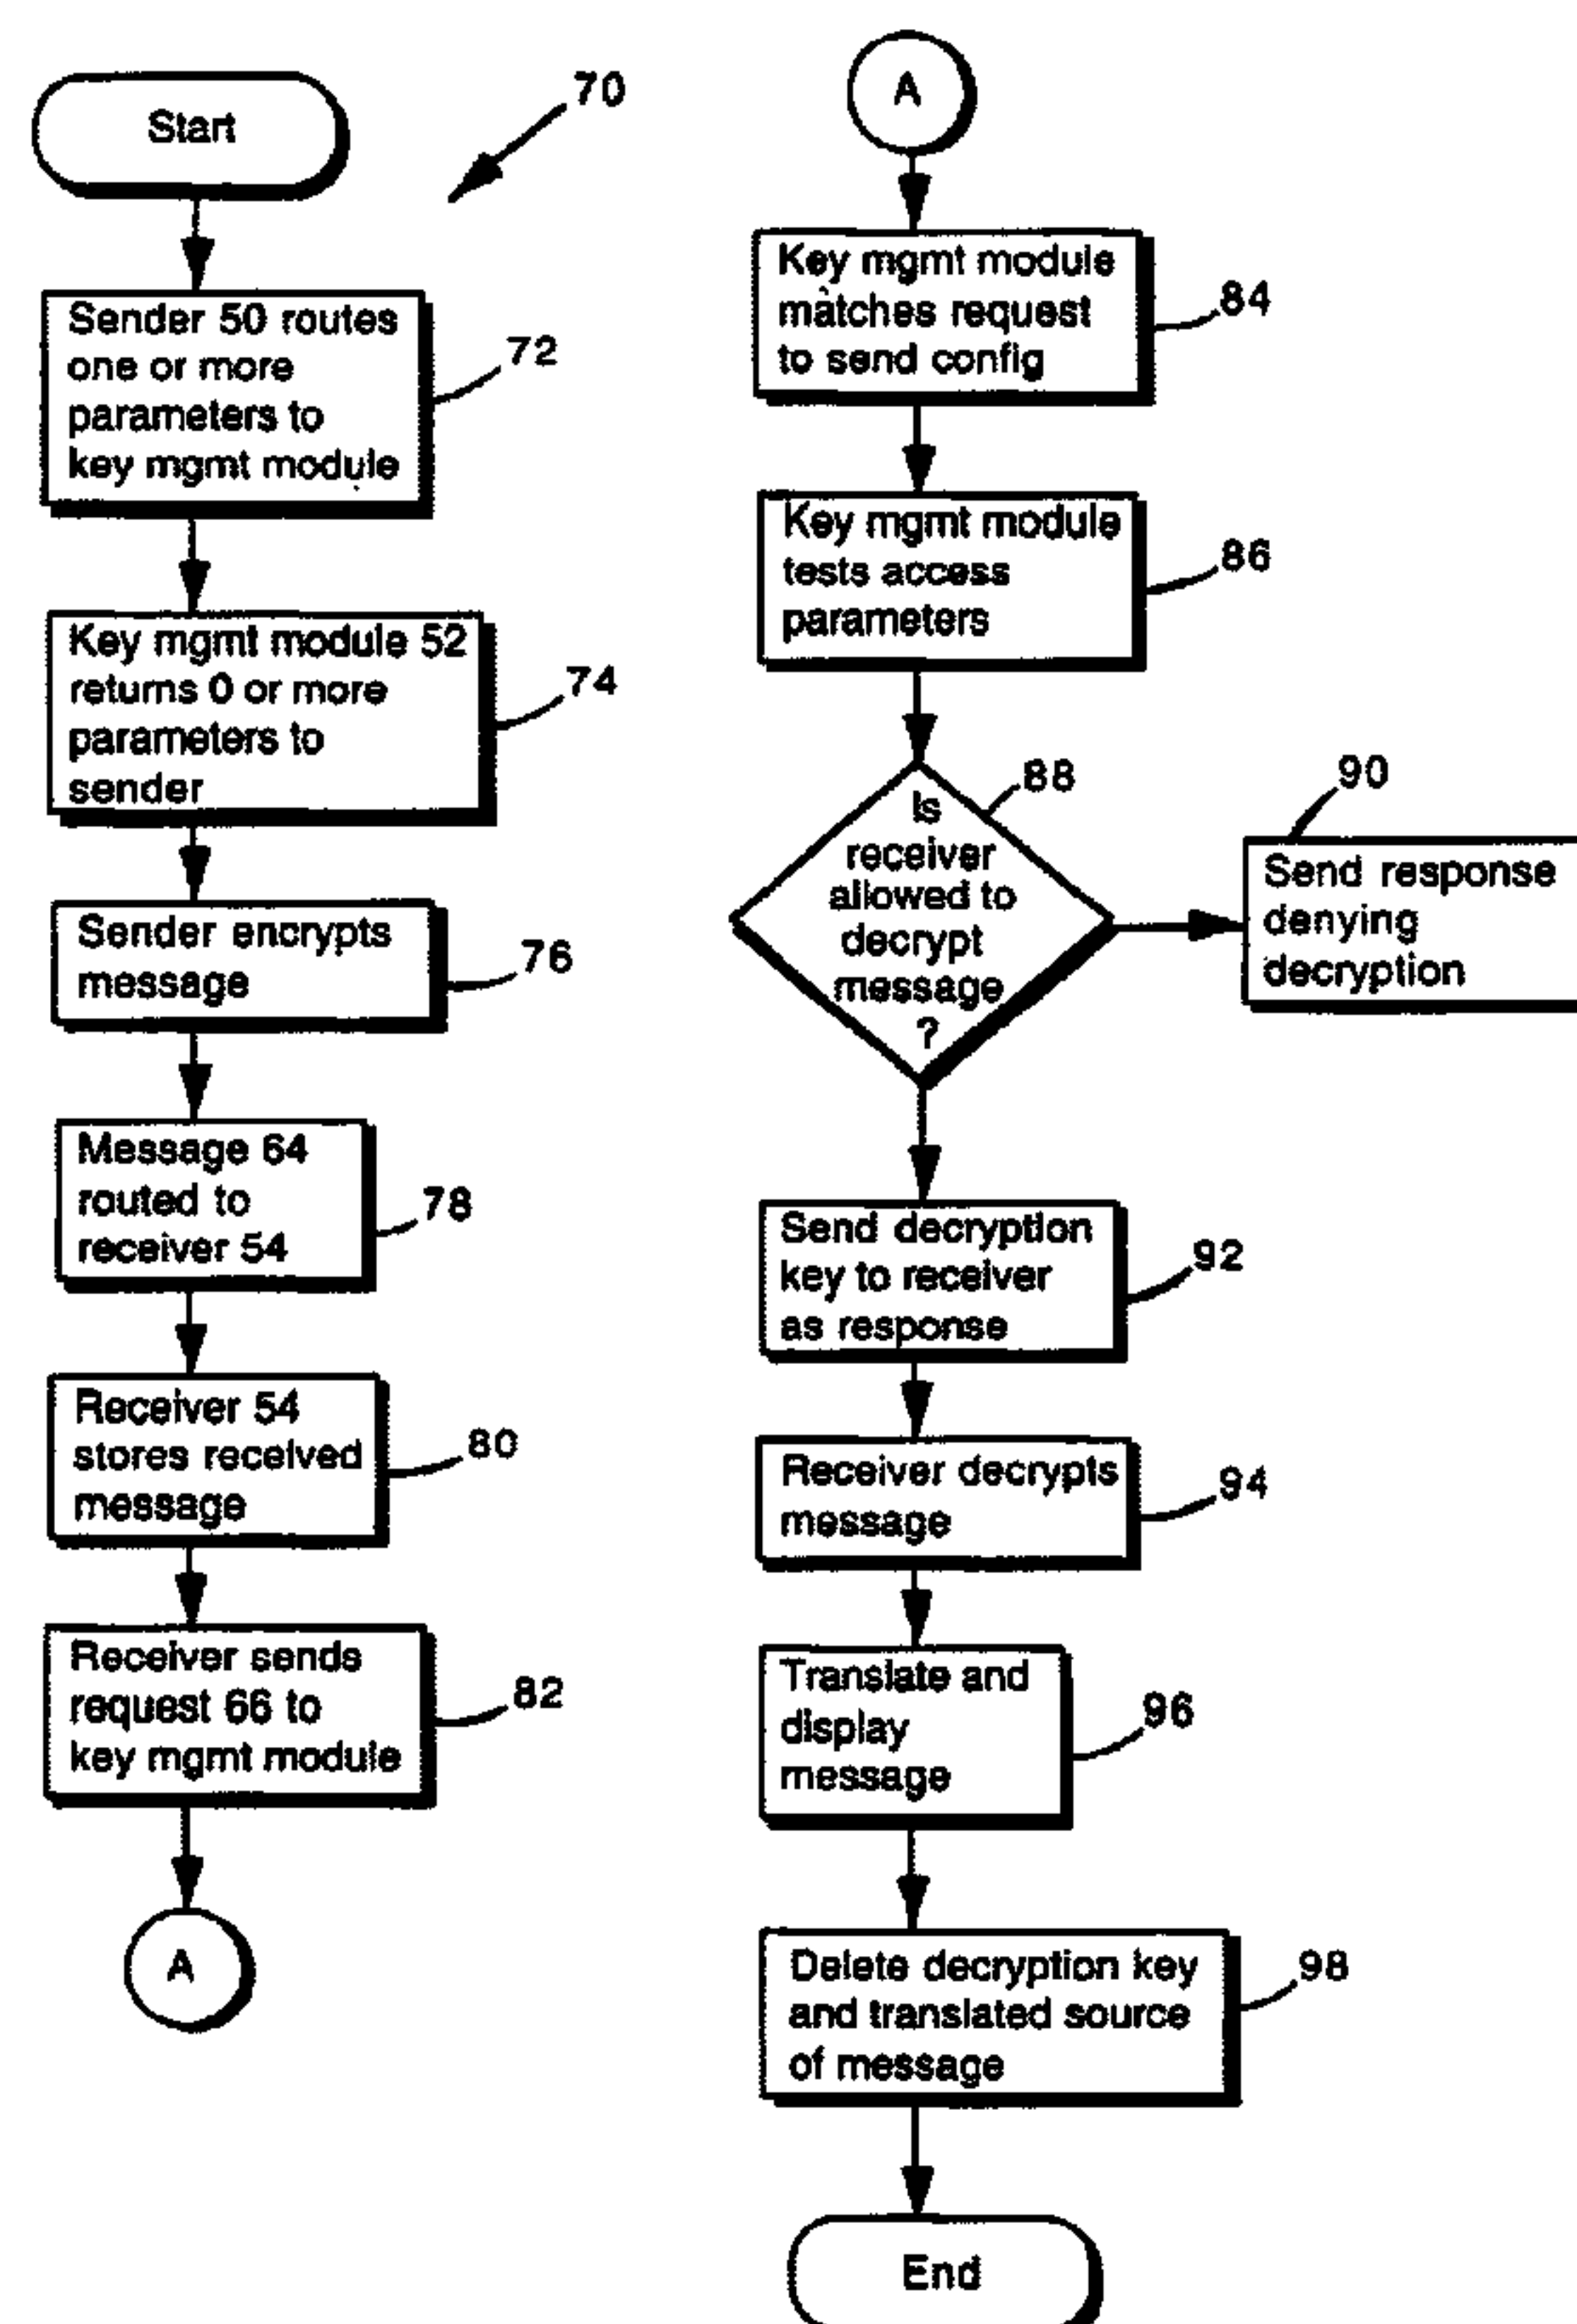 Start
70
Sender 50 routes
one or more
parameters to
key mgmt module
72
Key mgmt module 52
returns 0 or more
parameters to
sender
74
Sender encrypts
message
76
Message 64
routed to
receiver 54
78
Receiver 54
stores received
message
80
Receiver sends
request 66 to
key mgmt module
82
A
A
Key mgmt module
matches request
to send config
84
Key mgmt module
tests access
parameters
86
Is
receiver
allowed to
decrypt
message
?
88
90
Send response
denying
decryption
Send decryption
key to receiver
as response
92
Receiver decrypts
message
94
Translate and
display
message
96
Delete decryption key
and translated source
of message
98
End